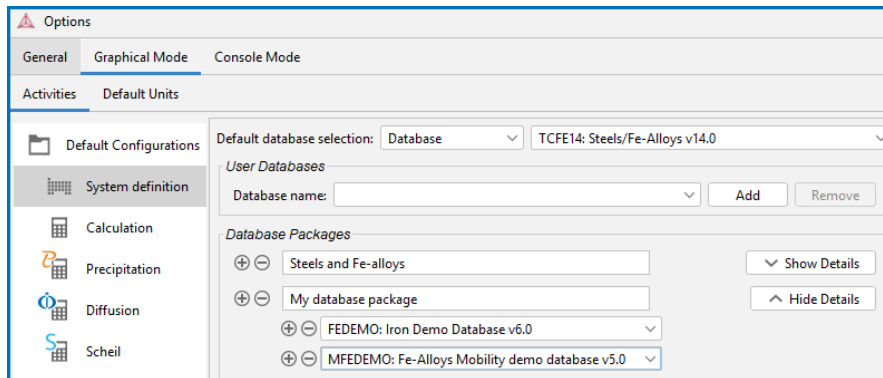 Options
General Graphical Mode Console Mode
Activities Default Units
Default Configurations
System definition
Calculation
Precipitation
Diffusion
Scheil
Default database selection: Database TCFE14: Steels/Fe-Alloys v14.0
User Databases
Database name: Add Remove
Database Packages
Steels and Fe-alloys Show Details
My database package Hide Details
FEDEMO: Iron Demo Database v6.0
MFEDEMO: Fe-Alloys Mobility demo database v5.0